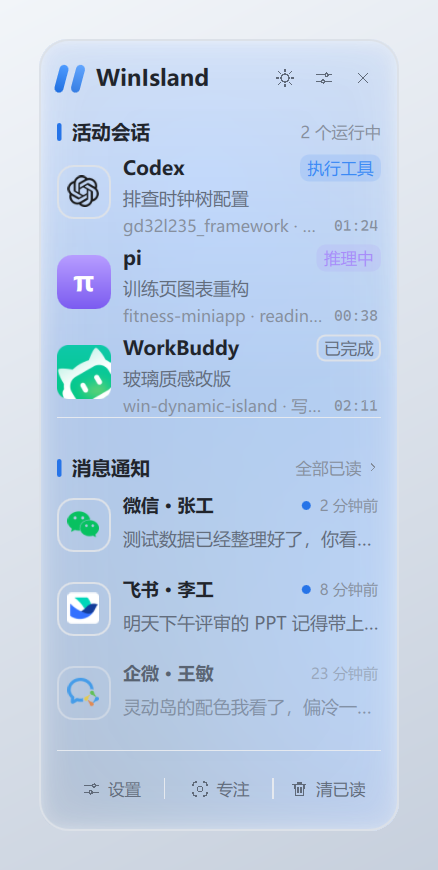 WinIsland
活动会话 2 个运行中
Codex 执行工具
排查时钟树配置
gd32l235_framework · ... 01:24
π pi 推理中
训练页图表重构
fitness-miniapp · readin... 00:38
WorkBuddy 已完成
玻璃质感改版
win-dynamic-island · 写... 02:11
消息通知 全部已读
微信 · 张工 2 分钟前
测试数据已经整理好了，你看...
飞书 · 李工 8 分钟前
明天下午评审的 PPT 记得带上...
企微 · 王敏 23 分钟前
灵动岛的配色我看了，偏冷一...
设置 专注 清已读